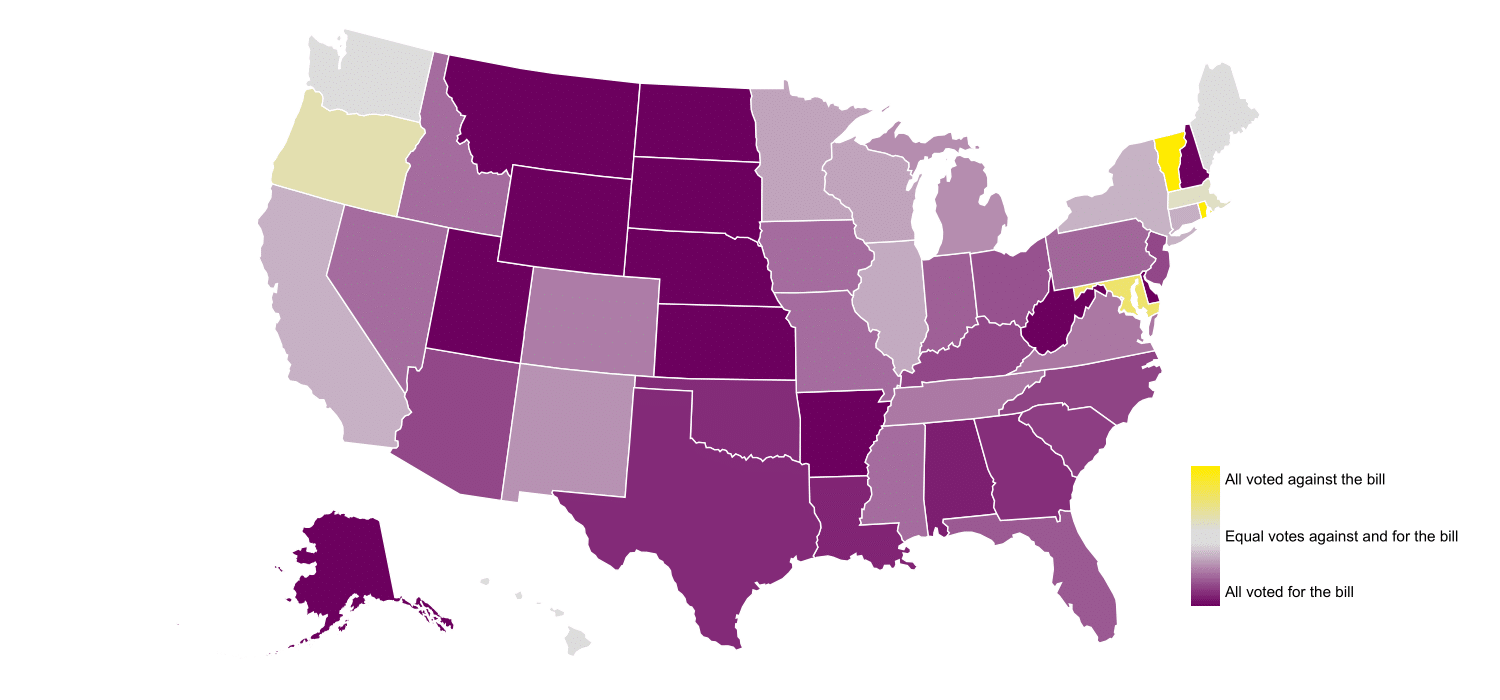 All voted against the bill
Equal votes against and for the bill
All voted for the bill